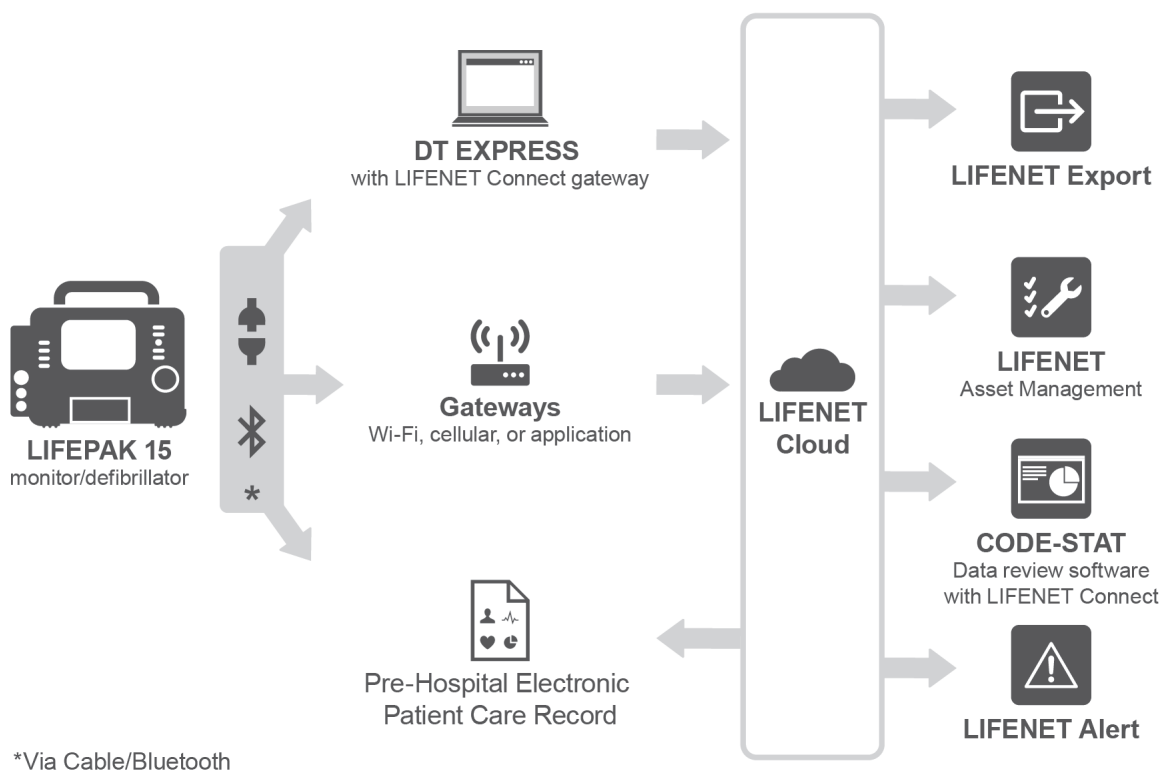 DT EXPRESS
with LIFENET Connect gateway
LIFEPAK 15
monitor/defibrillator
*
Gateways
Wi-Fi, cellular, or application
Pre-Hospital Electronic
Patient Care Record
LIFENET
Cloud
LIFENET Export
LIFENET
Asset Management
CODE-STAT
Data review software
with LIFENET Connect
LIFENET Alert
*Via Cable/Bluetooth